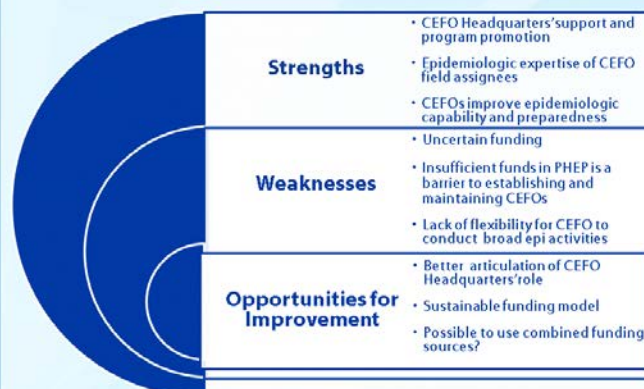 Strengths
• CEFO Headquarters'support and
program promotion
• Epidemiologic expertise of CEFO
field assignees
• CEFOs improve epidemiologic
capability and preparedness
Weaknesses
• Uncertain funding
• Insufficient funds in PHEP is a
barrier to establishing and
maintaining CEFOs
• Lack of flexibility for CEFO to
conduct broad epi activities
Opportunities for
Improvement
• Better articulation of CEFO
Headquarters'role
• Sustainable funding model
• Possible to use combined funding
sources?